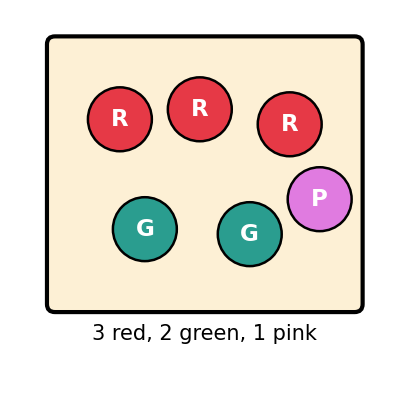 R R R
P
G G
3 red, 2 green, 1 pink